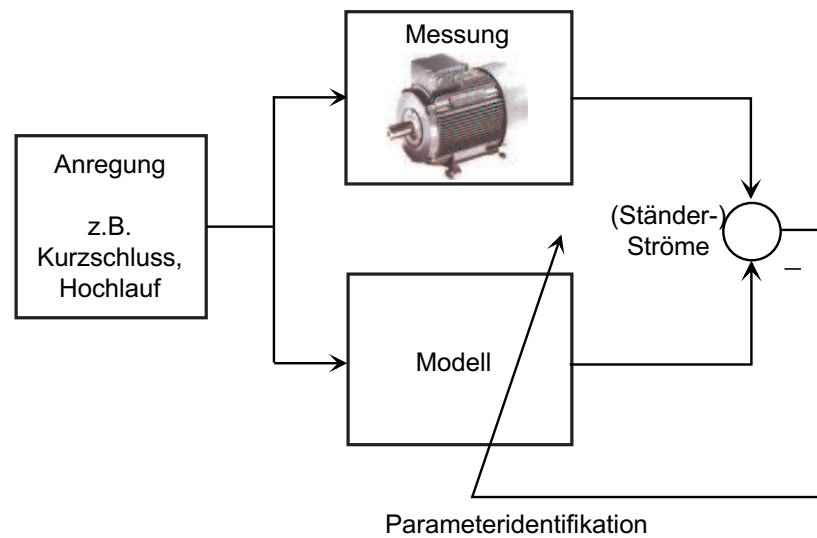 Messung
Anregung
z.B.
Kurzschluss,
Hochlauf
(Ständer-)
Ströme
–
Modell
Parameteridentifikation